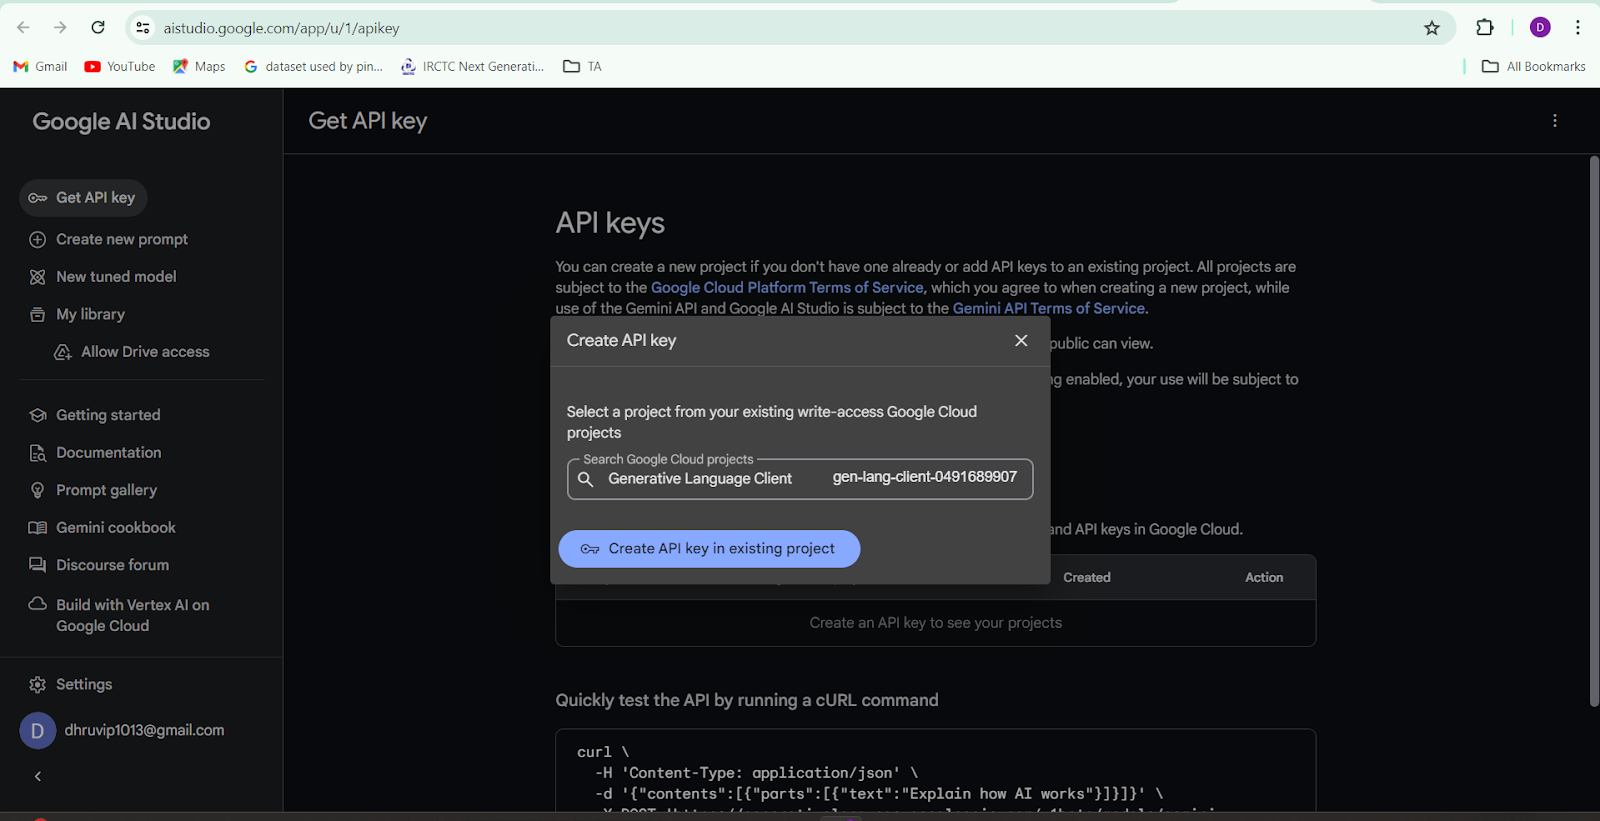 aistudio.google.com/app/u/1/apikey
D
Gmail
YouTube
Maps
dataset used by pin...
IRCTC Next Generati...
TA
All Bookmarks
Google AI Studio
Get API key
Get API key
Create new prompt
New tuned model
My library
Allow Drive access
Getting started
Documentation
Prompt gallery
Gemini cookbook
Discourse forum
Build with Vertex AI on
Google Cloud
Settings
D
dhruvip1013@gmail.com
API keys
You can create a new project if you don't have one already or add API keys to an existing project. All projects are
subject to the Google Cloud Platform Terms of Service, which you agree to when creating a new project, while
use of the Gemini API and Google AI Studio is subject to the Gemini API Terms of Service.
public can view.
enabled, your use will be subject to
Create API key
Select a project from your existing write-access Google Cloud
projects
Search Google Cloud projects
Generative Language Client gen-lang-client-0491689907
Create API key in existing project
and API keys in Google Cloud.
Created Action
Create an API key to see your projects
Quickly test the API by running a cURL command
curl \
-H 'Content-Type: application/json' \
-d '{"contents":[{"parts":[{"text":"Explain how AI works"}]}]}' \